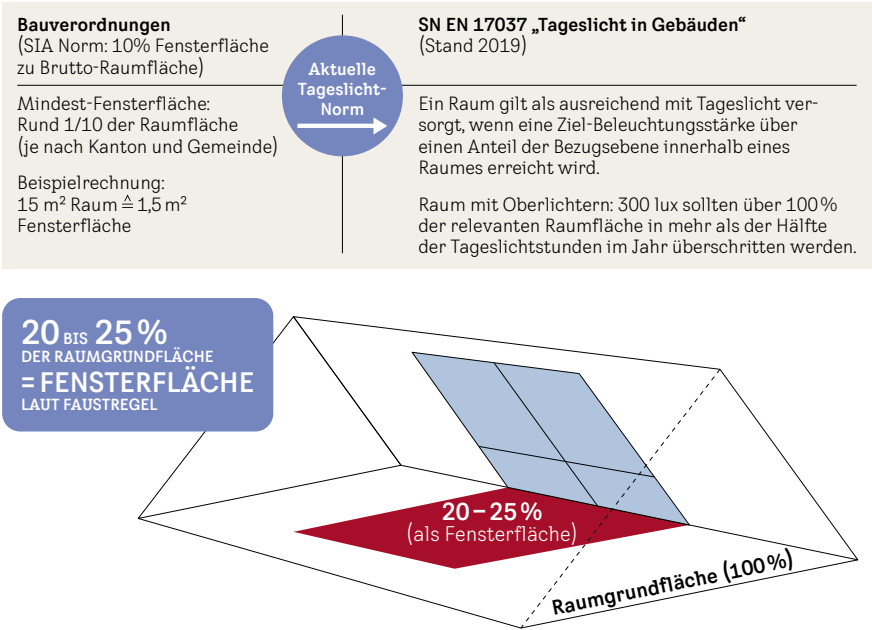 Bauverordnungen
(SIA Norm: 10% Fensterfläche
zu Brutto-Raumfläche)
Mindest-Fensterfläche:
Rund 1/10 der Raumfläche
(je nach Kanton und Gemeinde)
Beispielrechnung:
15 m² Raum ≙ 1,5 m²
Fensterfläche
Aktuelle
Tageslicht-
Norm
SN EN 17037 „Tageslicht in Gebäuden“
(Stand 2019)
Ein Raum gilt als ausreichend mit Tageslicht ver-
sorgt, wenn eine Ziel-Beleuchtungsstärke über
einen Anteil der Bezugsebene innerhalb eines
Raumes erreicht wird.
Raum mit Oberlichtern: 300 lux sollten über 100%
der relevanten Raumfläche in mehr als der Hälfte
der Tageslichtstunden im Jahr überschritten werden.
20 BIS 25 %
DER RAUMGRUNDFLÄCHE
= FENSTERFLÄCHE
LAUT FAUSTREGEL
20 – 25 %
(als Fensterfläche)
Raumgrundfläche (100 %)